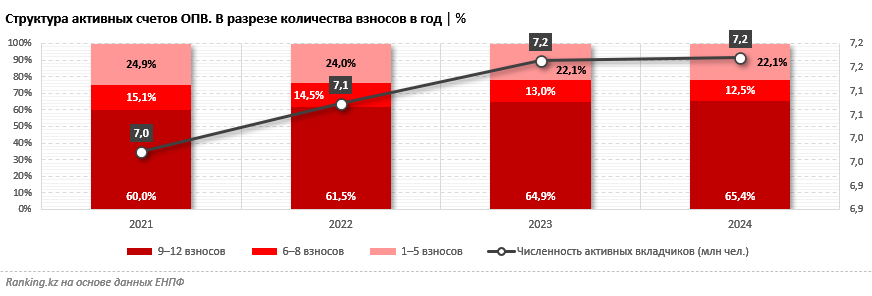 Структура активных счетов ОПВ. В разрезе количества взносов в год | %
100% 7,2
90% 7,2
80% 7,1
70% 7,1
60% 7,0
50% 7,0
40% 6,9
30% 6,9
20%
10%
0%
24,9% 24,0% 22,1% 22,1%
15,1% 14,5% 13,0% 12,5%
60,0% 61,5% 64,9% 65,4%
7,0 7,1 7,2 7,2
2021 2022 2023 2024
9–12 взносов 6–8 взносов 1–5 взносов Численность активных вкладчиков (млн чел.)
Ranking.kz на основе данных ЕНПФ